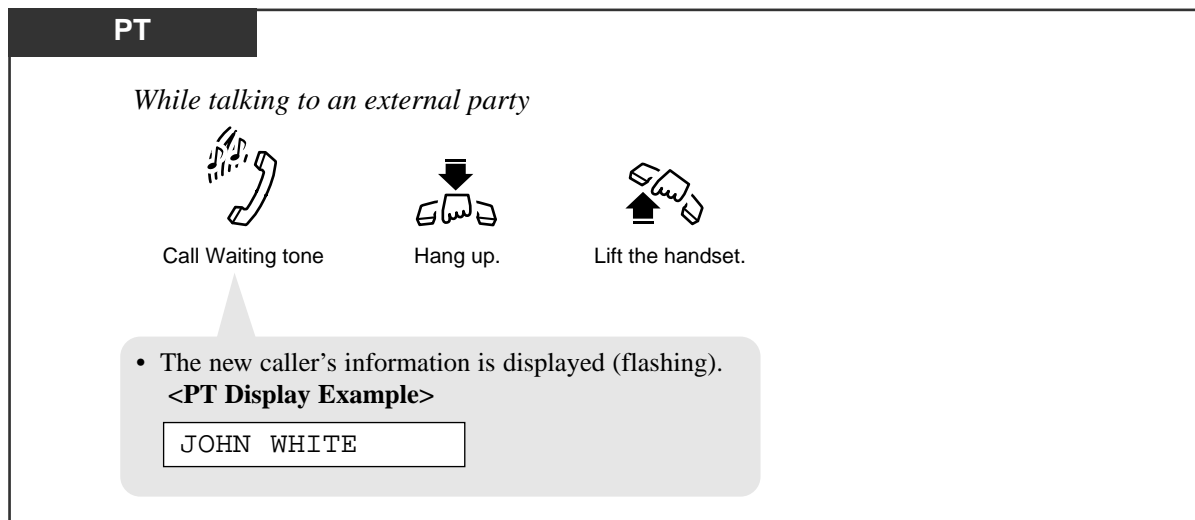 PT
While talking to an external party
Call Waiting tone
Hang up.
Lift the handset.
• The new caller's information is displayed (flashing).
<PT Display Example>
JOHN WHITE